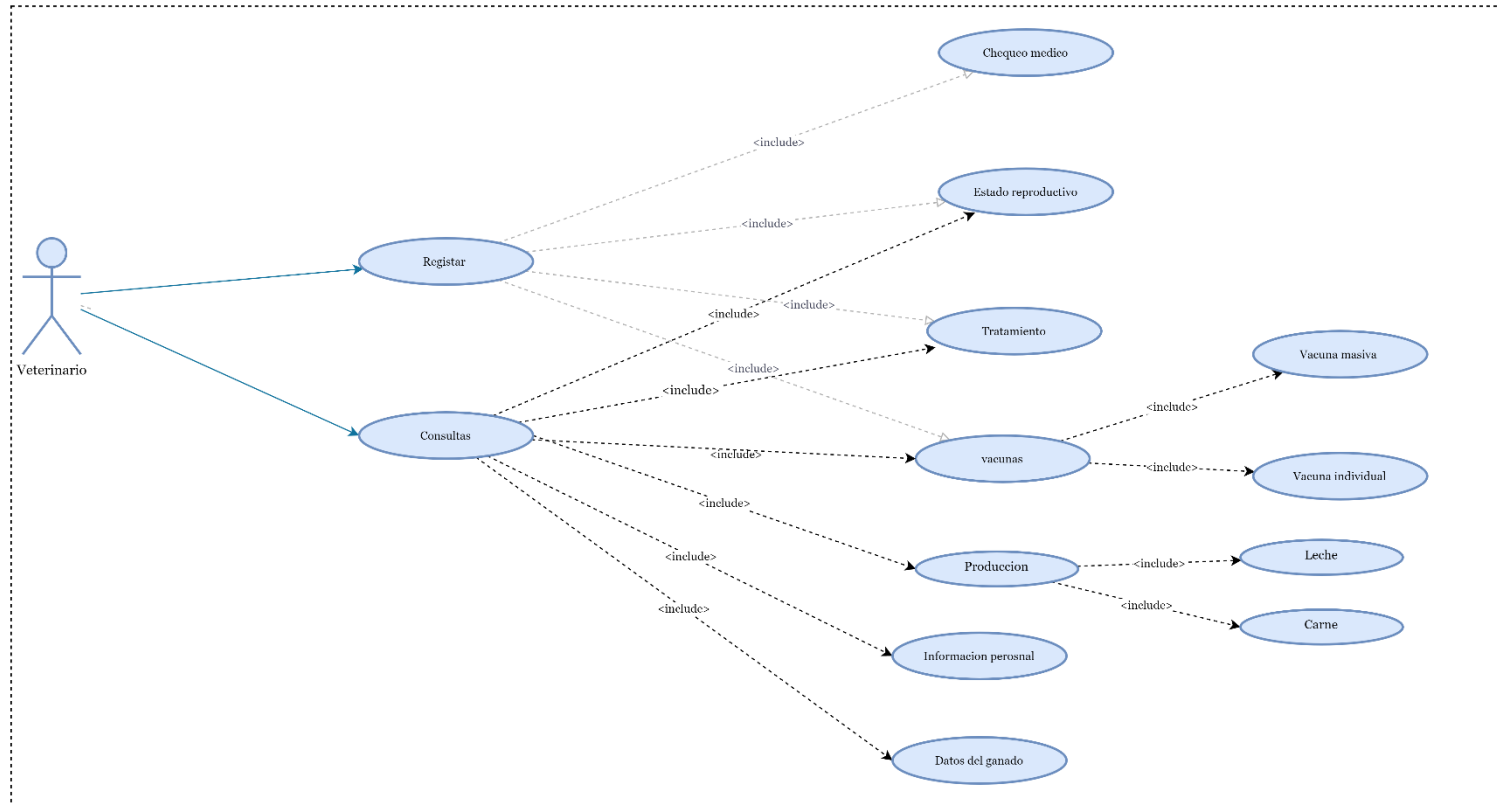 Chequeo medico
<include>
Estado reproductivo
<include>
Registar
<include>
<include>
Tratamiento
Vacuna masiva
Veterinario
<include>
<include>
<include>
Consultas
<include>
vacunas
<include>
Vacuna individual
<include>
<include>
Produccion
<include>
Leche
<include>
Carne
<include>
Informacion perosnal
Datos del ganado